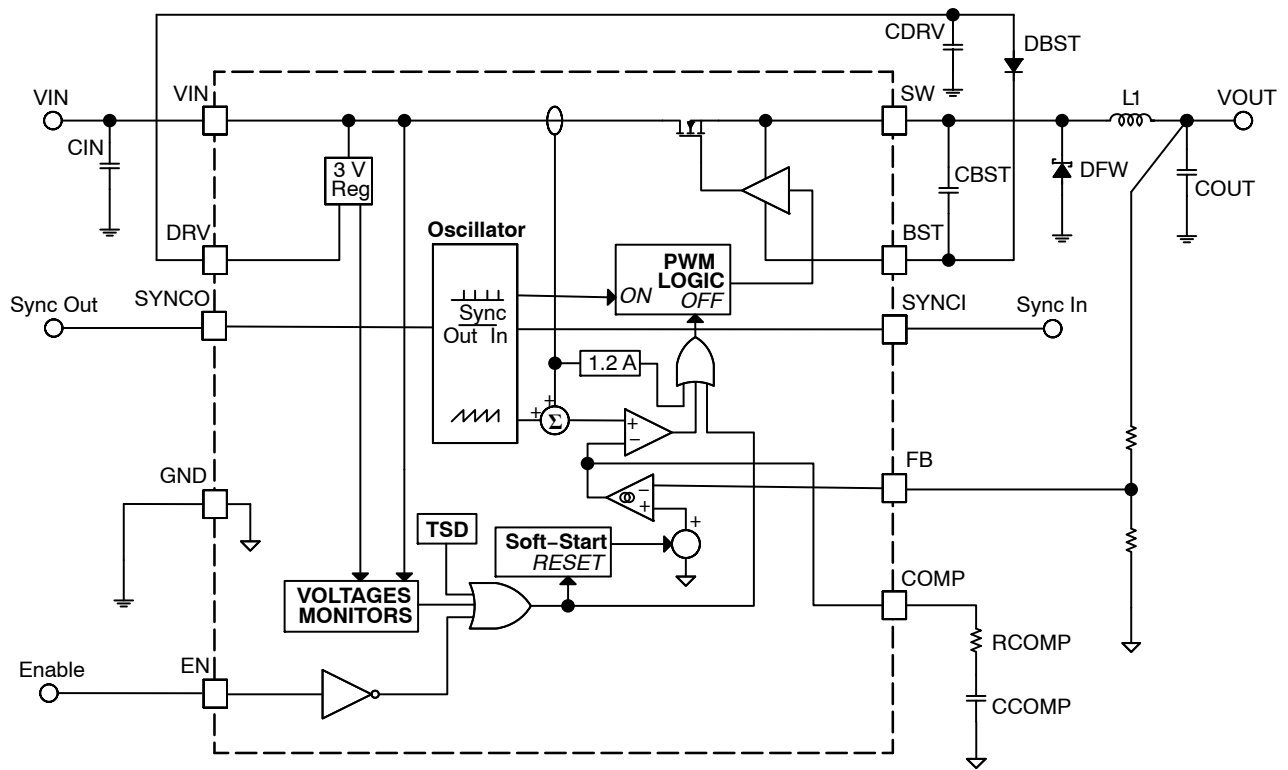 CDRV
DBST
VIN
VIN
SW
L1
VOUT
CIN
3 V
Reg
CBST
DFW
COUT
DRV
Oscillator
BST
PWM
LOGIC
ON
OFF
SYNCO
SYNCI
Sync Out
Sync
Out In
Sync In
1.2 A
+
+
Σ
+
−
FB
GND
−
+
+
TSD
Soft−Start
RESET
COMP
VOLTAGES
MONITORS
RCOMP
EN
Enable
CCOMP